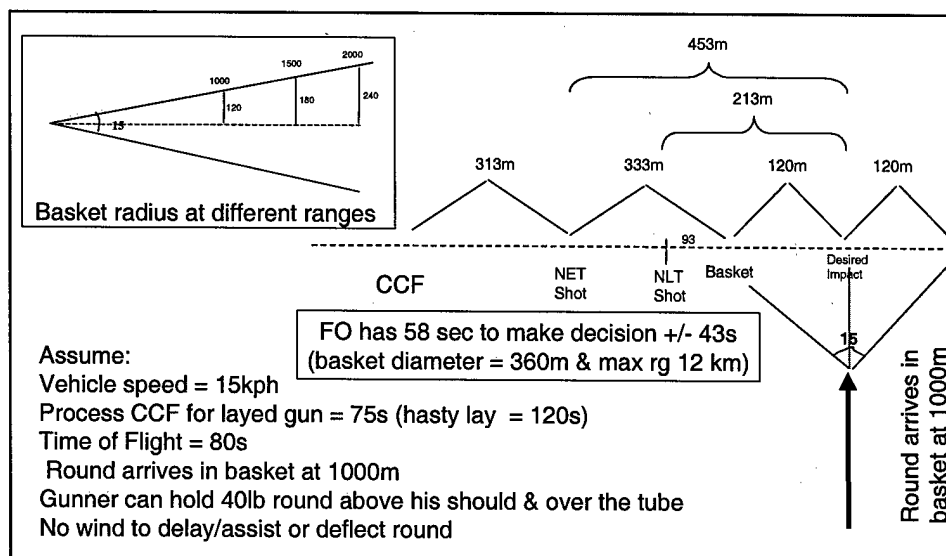 1000
1500
2000
120
180
240
15
Basket radius at different ranges
453m
213m
313m
333m
120m
120m
93
CCF
NET
Shot
NLT
Shot
Basket
Desired
Impact
15
FO has 58 sec to make decision +/- 43s
(basket diameter = 360m & max rg 12 km)
Assume:
Vehicle speed = 15kph
Process CCF for layed gun = 75s (hasty lay = 120s)
Time of Flight = 80s
Round arrives in basket at 1000m
Gunner can hold 40lb round above his should & over the tube
No wind to delay/assist or deflect round
Round arrives in
basket at 1000m